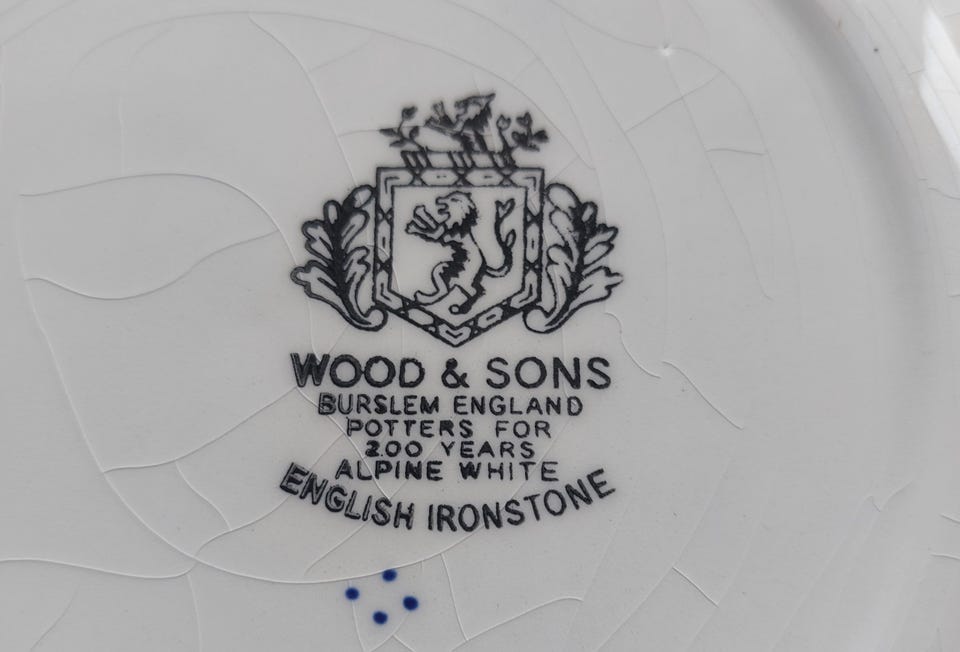 WOOD & SONS
BURSLEM ENGLAND
POTTERS FOR
200 YEARS
ALPINE WHITE
ENGLISH IRONSTONE